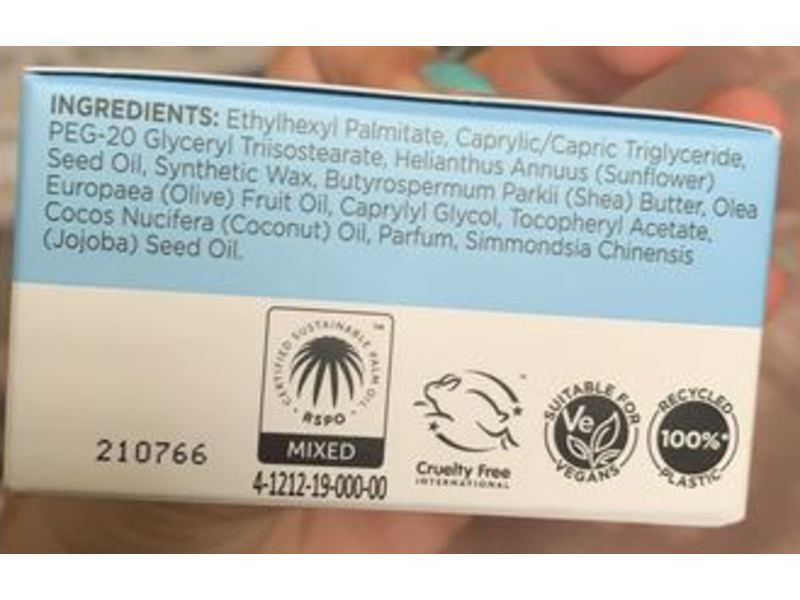 INGREDIENTS: Ethylhexyl Palmitate, Caprylic/Capric Triglyceride,
PEG-20 Glyceryl Triisostearate, Helianthus Annuus (Sunflower)
Seed Oil, Synthetic Wax, Butyrospermum Parkii (Shea) Butter, Olea
Europaea (Olive) Fruit Oil, Caprylyl Glycol, Tocopheryl Acetate,
Cocos Nucifera (Coconut) Oil, Parfum, Simmondsia Chinensis
(Jojoba) Seed Oil.
CERTIFIED SUSTAINABLE PALM OIL
RSPO
MIXED
4-1212-19-000-00
210766
Cruelty Free
INTERNATIONAL
SUITABLE FOR
Ve
VEGANS
RECYCLED
100%*
PLASTIC